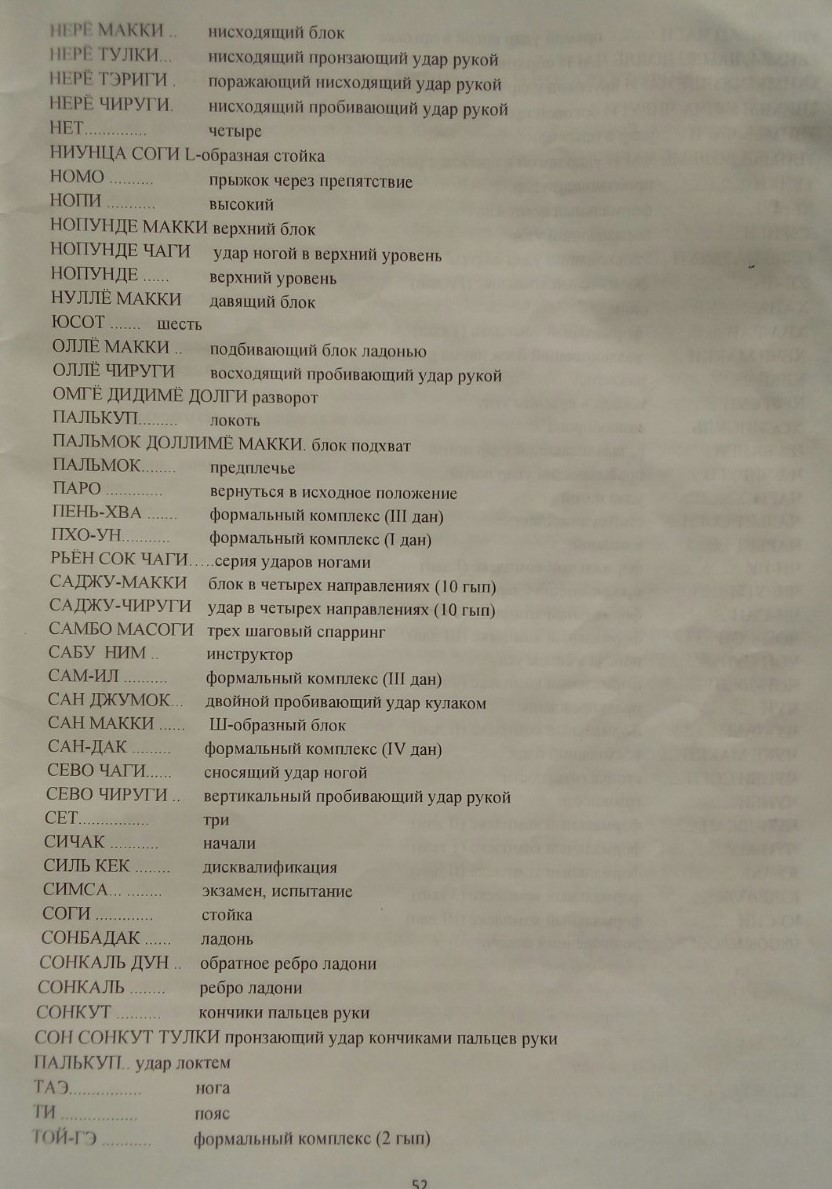 НЕРЁ МАККИ .. нисходящий блок
НЕРЁ ТУЛКИ... нисходящий пронзающий удар рукой
НЕРЁ ТЭРИГИ . поражающий нисходящий удар рукой
НЕРЁ ЧИРУГИ. нисходящий пробивающий удар рукой
НЕТ.............. четыре
НИУНЦА СОГИ L-образная стойка
НОМО .......... прыжок через препятствие
НОПИ ........... высокий
НОПУНДЕ МАККИ верхний блок
НОПУНДЕ ЧАГИ удар ногой в верхний уровень
НОПУНДЕ ...... верхний уровень
НУЛЛЁ МАККИ давящий блок
ЮСОТ ....... шесть
ОЛЛЁ МАККИ .. подбивающий блок ладонью
ОЛЛЁ ЧИРУГИ восходящий пробивающий удар рукой
ОМГЁ ДИДИМЁ ДОЛГИ разворот
ПАЛЬКУП......... локоть
ПАЛЬМОК ДОЛЛИМЁ МАККИ. блок подхват
ПАЛЬМОК........ предплечье
ПАРО ............. вернуться в исходное положение
ПЕНЬ-ХВА ....... формальный комплекс (III дан)
ПХО-УН........... формальный комплекс (I дан)
РЬЁН СОК ЧАГИ.....серия ударов ногами
САДЖУ-МАККИ блок в четырех направлениях (10 гып)
САДЖУ-ЧИРУГИ удар в четырех направлениях (10 гып)
САМБО МАСОГИ трех шаговый спарринг
САБУ НИМ .. инструктор
САМ-ИЛ .......... формальный комплекс (III дан)
САН ДЖУМОК... двойной пробивающий удар кулаком
САН МАККИ ...... Ш-образный блок
САН-ДАК .......... формальный комплекс (IV дан)
СЕВО ЧАГИ...... сносящий удар ногой
СЕВО ЧИРУГИ .. вертикальный пробивающий удар рукой
СЕТ................ три
СИЧАК ........... начали
СИЛЬ КЕК ........ дисквалификация
СИМСА... ........ экзамен, испытание
СОГИ ............. стойка
СОНБАДАК ...... ладонь
СОНКАЛЬ ДУН .. обратное ребро ладони
СОНКАЛЬ ........ ребро ладони
СОНКУТ .......... кончики пальцев руки
СОН СОНКУТ ТУЛКИ пронзающий удар кончиками пальцев руки
ПАЛЬКУП.. удар локтем
ТАЭ................ нога
ТИ ................. пояс
ТОЙ-ГЭ ........... формальный комплекс (2 гып)
52